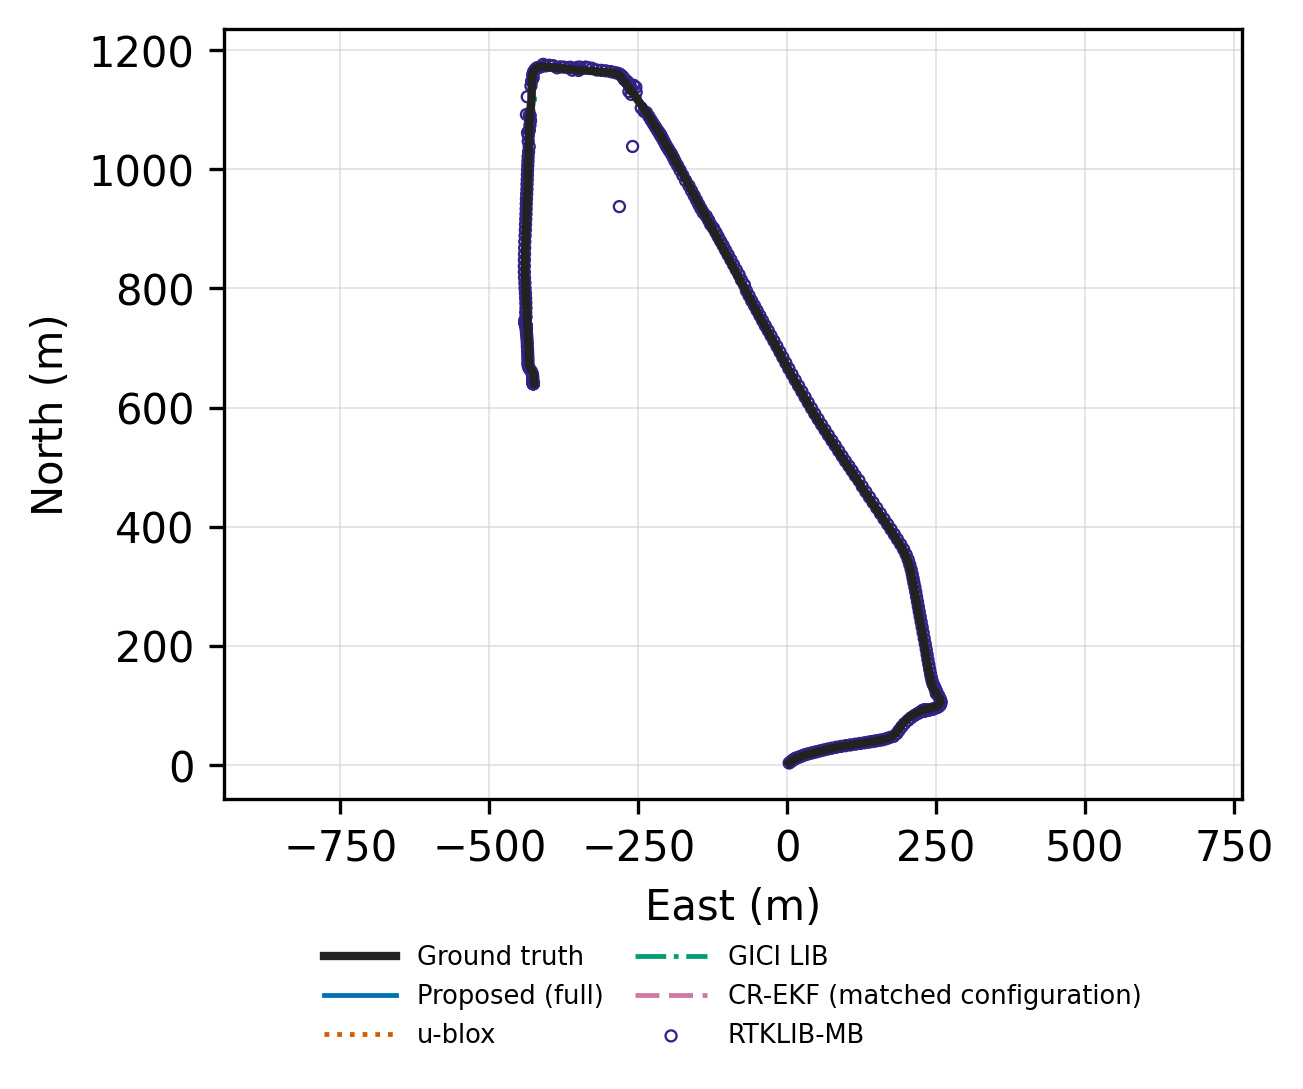 1200
1000
800
600
400
200
0
North (m)
−750
−500
−250
0
250
500
750
East (m)
Ground truth
Proposed (full)
u-blox
GICI LIB
CR-EKF (matched configuration)
RTKLIB-MB